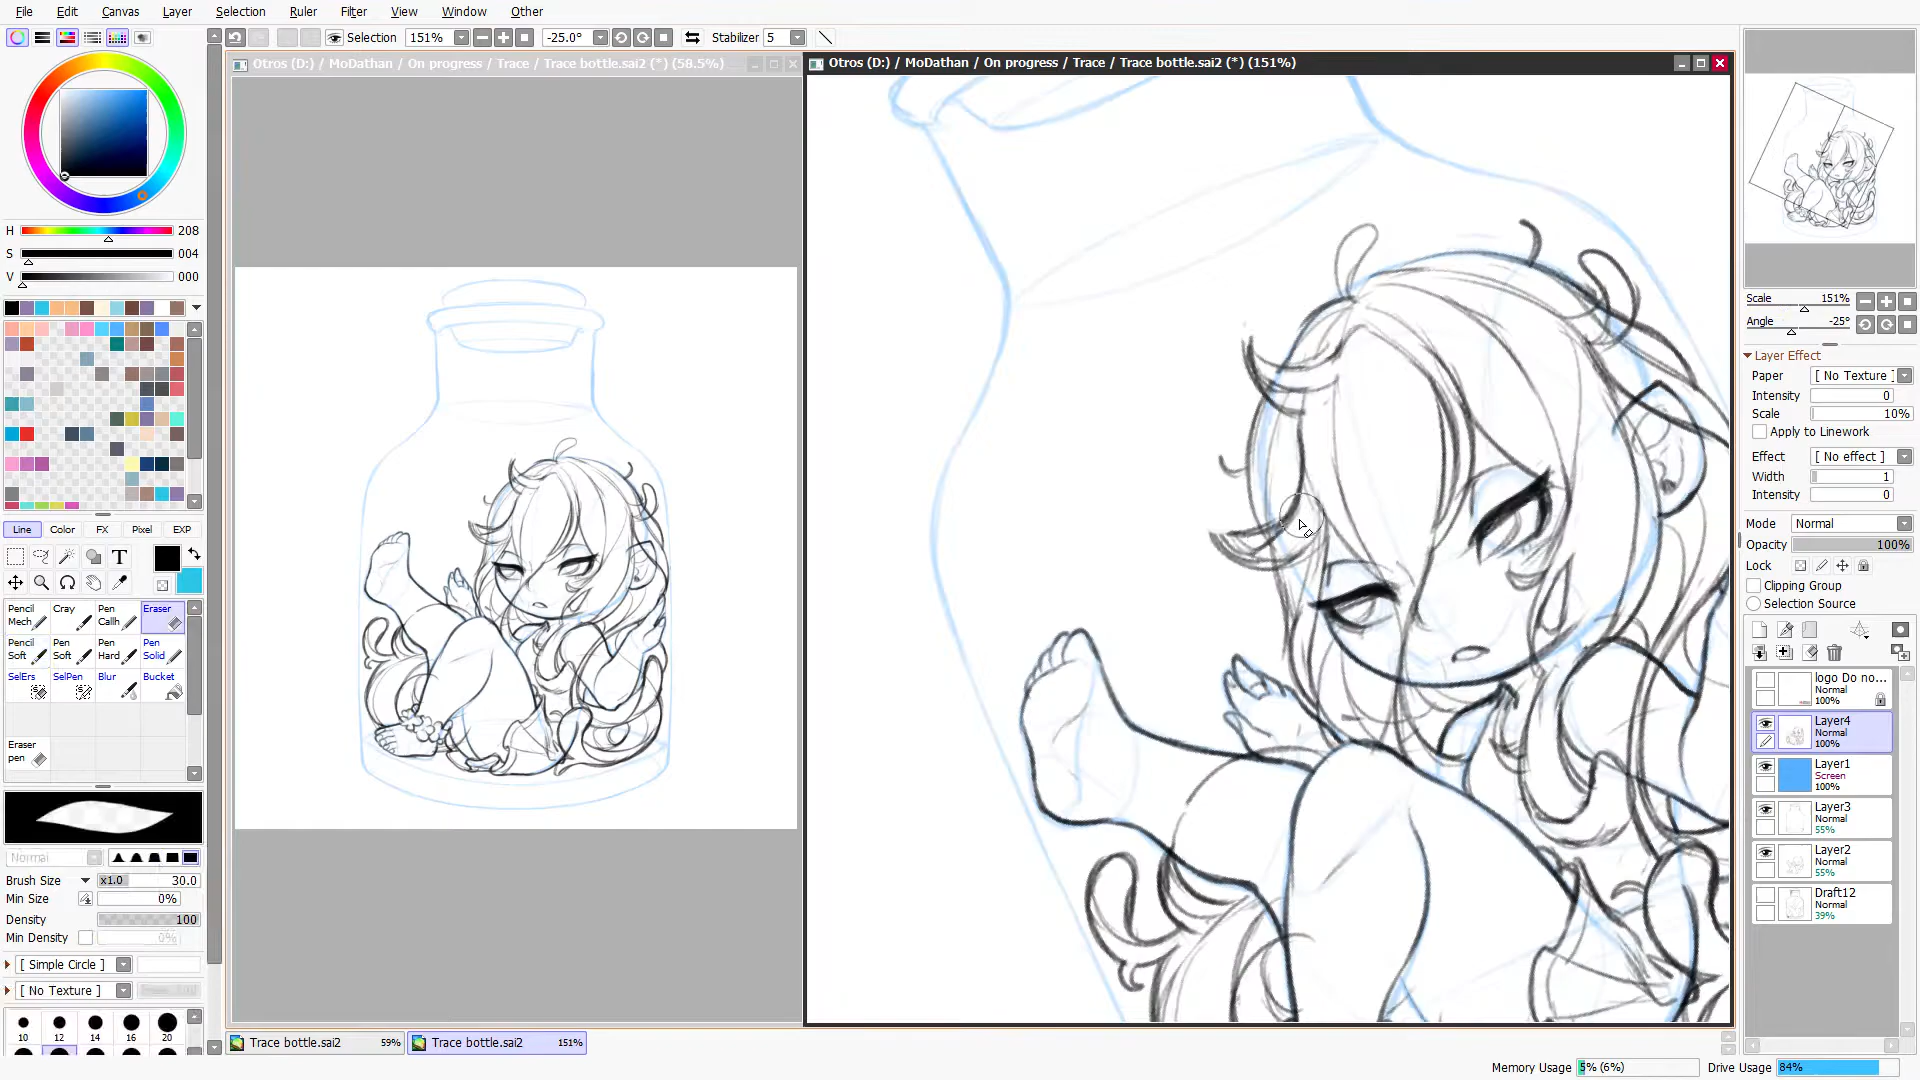 File Edit Canvas Layer Selection Ruler Filter View Window Other
Selection 151% -25.0° Stabilizer 5
Otros (D:) / MoDathan / On progress / Trace / Trace bottle.sai2 (*) (58.5%)
Otros (D:) / MoDathan / On progress / Trace / Trace bottle.sai2 (*) (151%)
H 208
S 004
V 000
Line Color FX Pixel EXP
T
Pencil Mech
Cray
Pen Callh
Eraser
Pencil Soft
Pen Soft
Pen Hard
Pen Solid
SelErs
SelPen
Blur
Bucket
Eraser pen
Normal
Brush Size x1.0 30.0
Min Size 0%
Density 100
Min Density 0%
[ Simple Circle ]
[ No Texture ]
10 12 14 16 20
Trace bottle.sai2 59%
Trace bottle.sai2 151%
Scale 151%
Angle -25°
Layer Effect
Paper [ No Texture ]
Intensity 0
Scale 10%
Apply to Linework
Effect [ No effect ]
Width 1
Intensity 0
Mode Normal
Opacity 100%
Lock
Clipping Group
Selection Source
logo Do no...
Normal
100%
Layer4
Normal
100%
Layer1
Screen
100%
Layer3
Normal
55%
Layer2
Normal
55%
Draft12
Normal
39%
Memory Usage 5% (6%) Drive Usage 84%